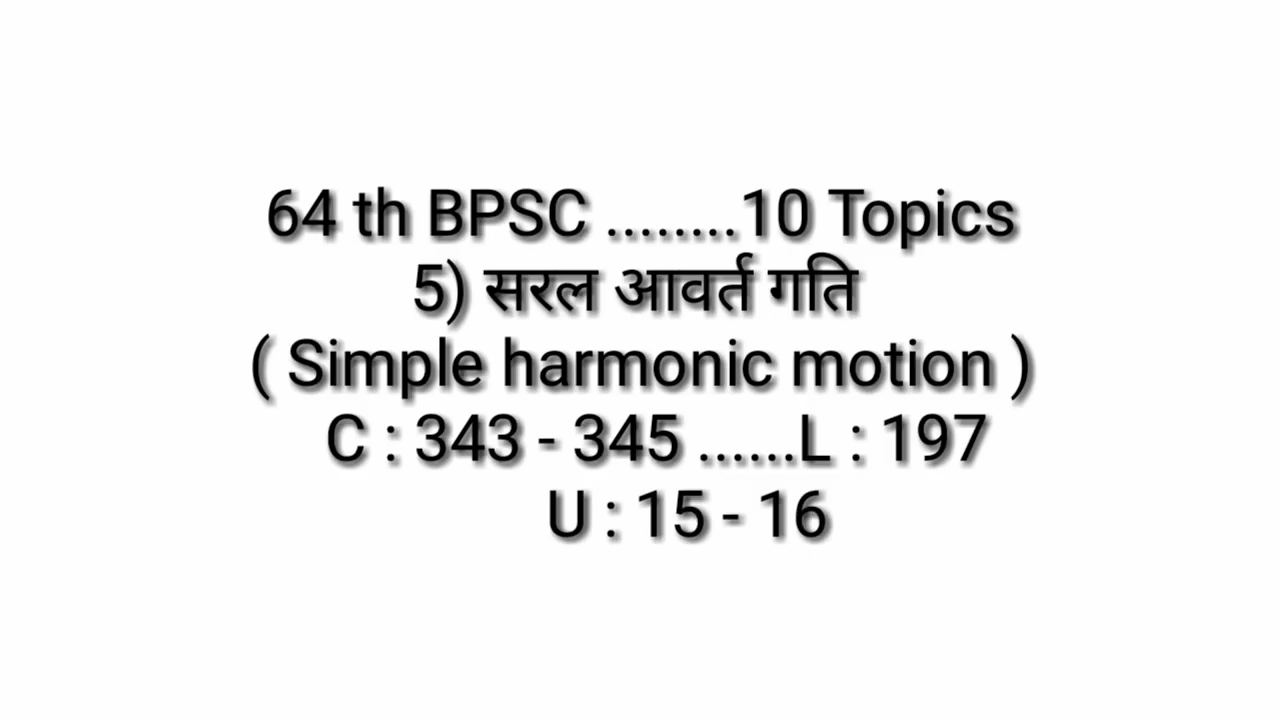 64 th BPSC ........10 Topics
5) सरल आवर्त गति
( Simple harmonic motion )
C : 343 - 345 ......L : 197
U : 15 - 16